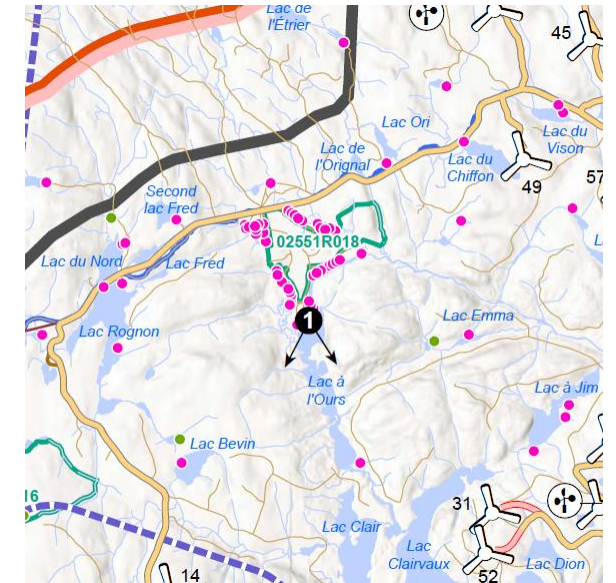 Lac de
l'Étrier
45
Lac Ori
Lac du
Vison
Lac de
l'Orignal
Lac du
Chiffon
49
57
Second
lac Fred
02551R018
Lac du Nord
Lac Fred
1
Lac Emma
Lac Rognon
Lac à
l'Ours
Lac à Jim
Lac Bevin
16
31
Lac Clair
Lac
Clairvaux
Lac Dion
14
52